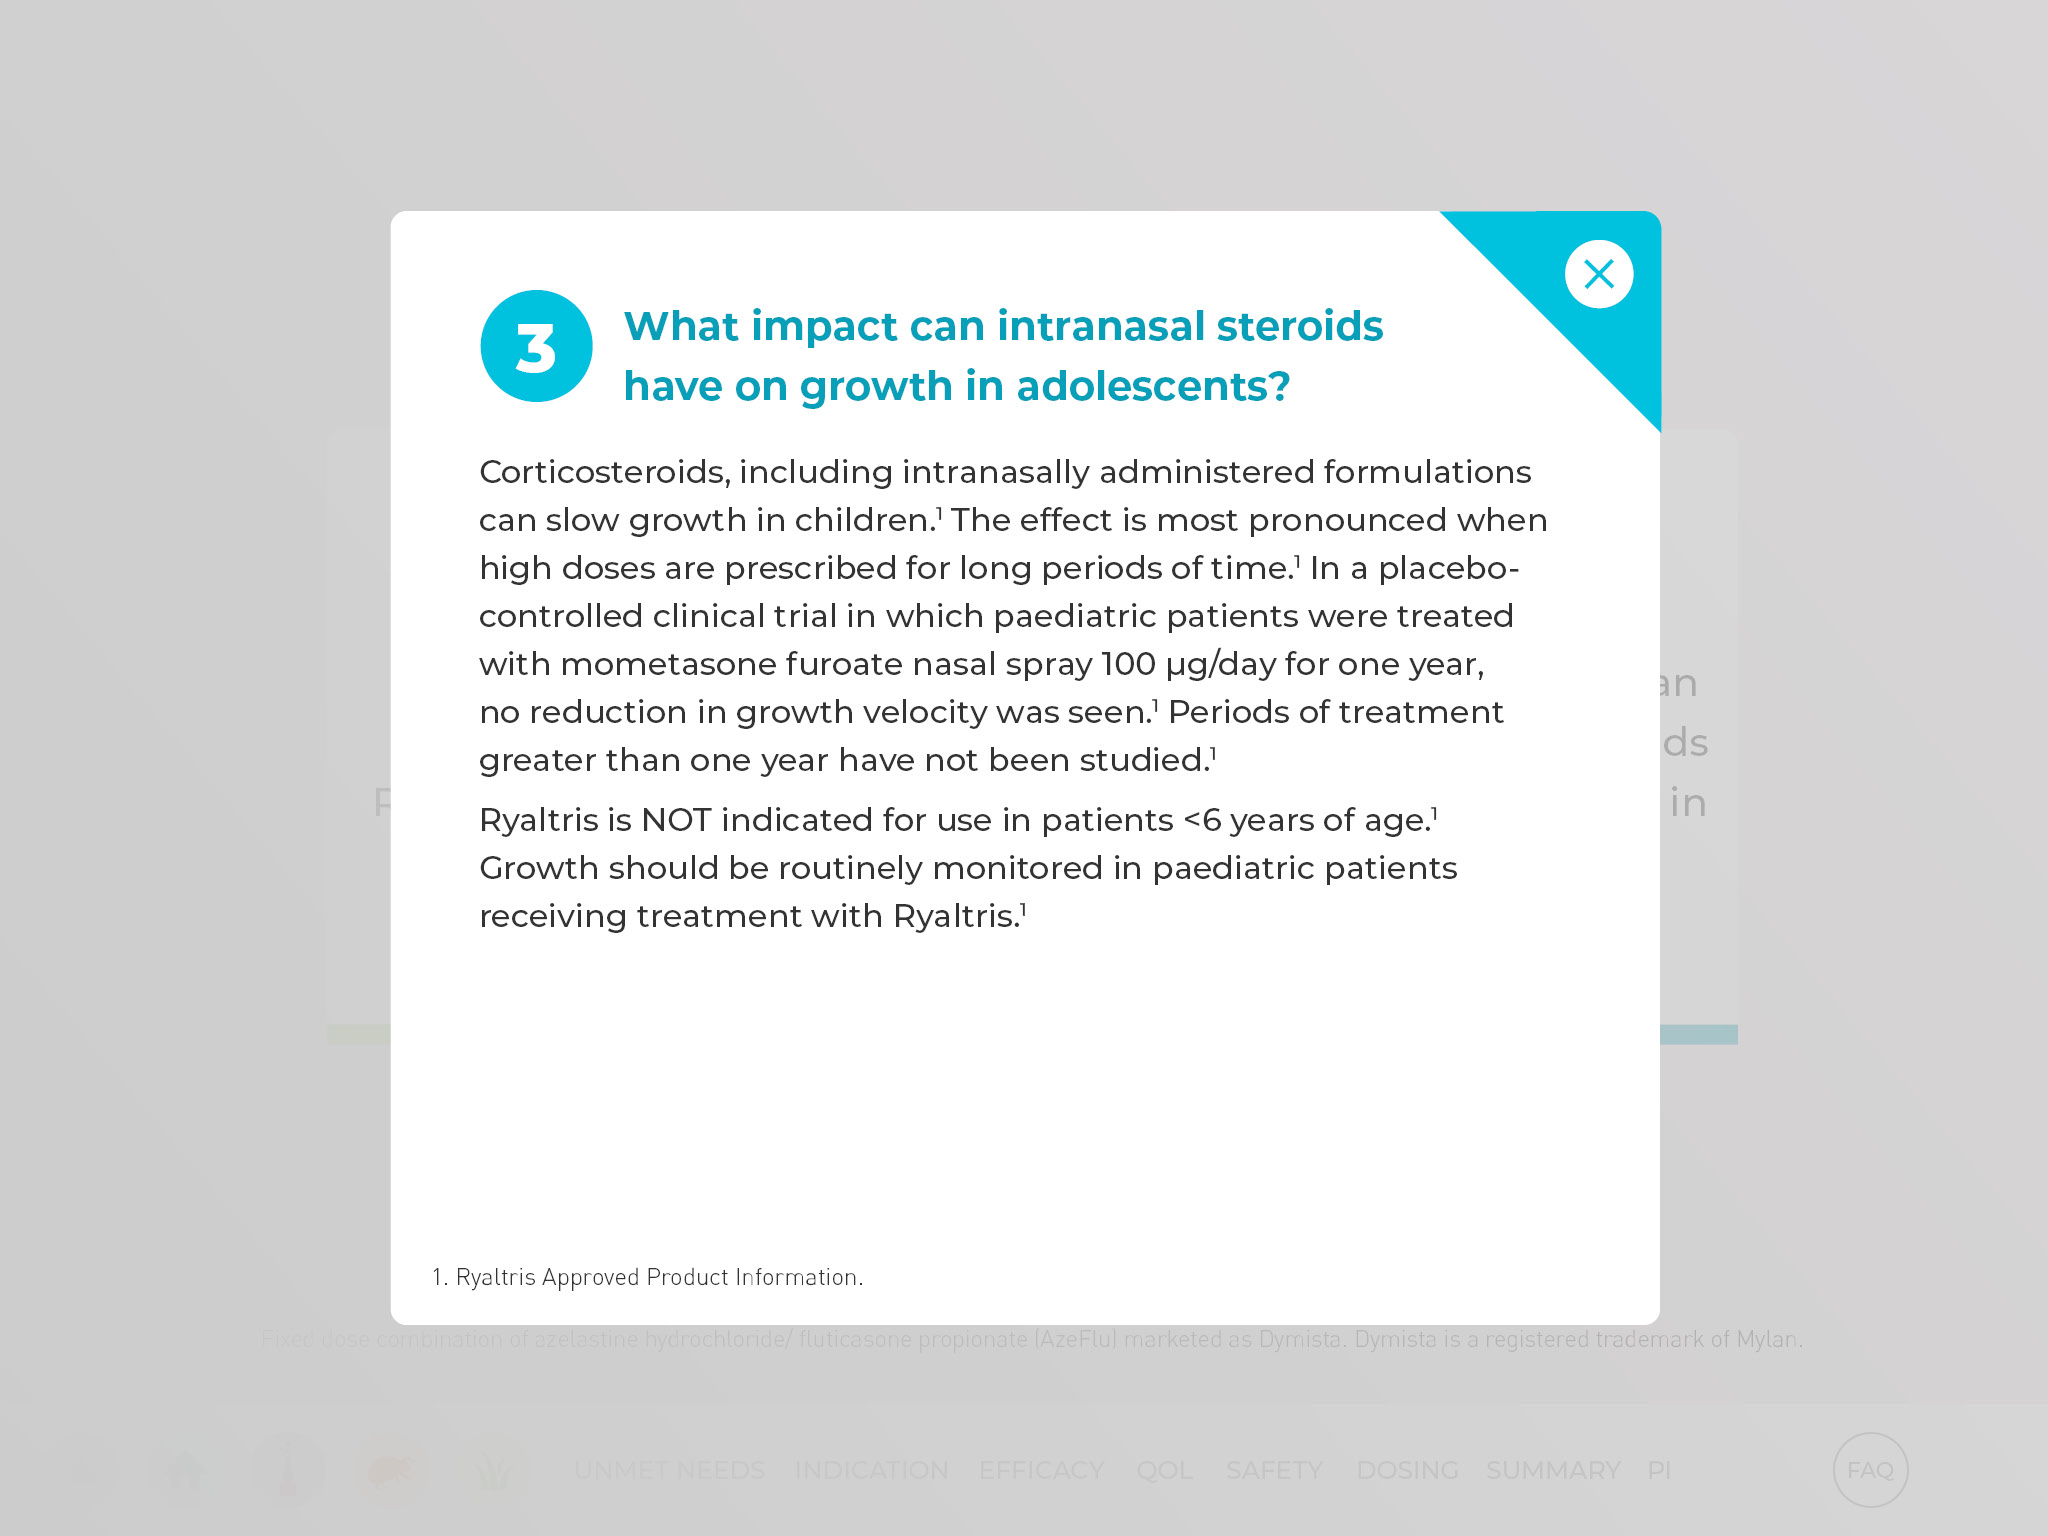 3
What impact can intranasal steroids
have on growth in adolescents?
Corticosteroids, including intranasally administered formulations
can slow growth in children.¹ The effect is most pronounced when
high doses are prescribed for long periods of time.¹ In a placebo-
controlled clinical trial in which paediatric patients were treated
with mometasone furoate nasal spray 100 µg/day for one year,
no reduction in growth velocity was seen.¹ Periods of treatment
greater than one year have not been studied.¹
Ryaltris is NOT indicated for use in patients <6 years of age.¹
Growth should be routinely monitored in paediatric patients
receiving treatment with Ryaltris.¹
an
ds
R
in
1. Ryaltris Approved Product Information.
Fixed dose combination of azelastine hydrochloride/ fluticasone propionate (AzeFlu) marketed as Dymista. Dymista is a registered trademark of Mylan.
UNMET NEEDS INDICATION EFFICACY QOL SAFETY DOSING SUMMARY PI FAQ